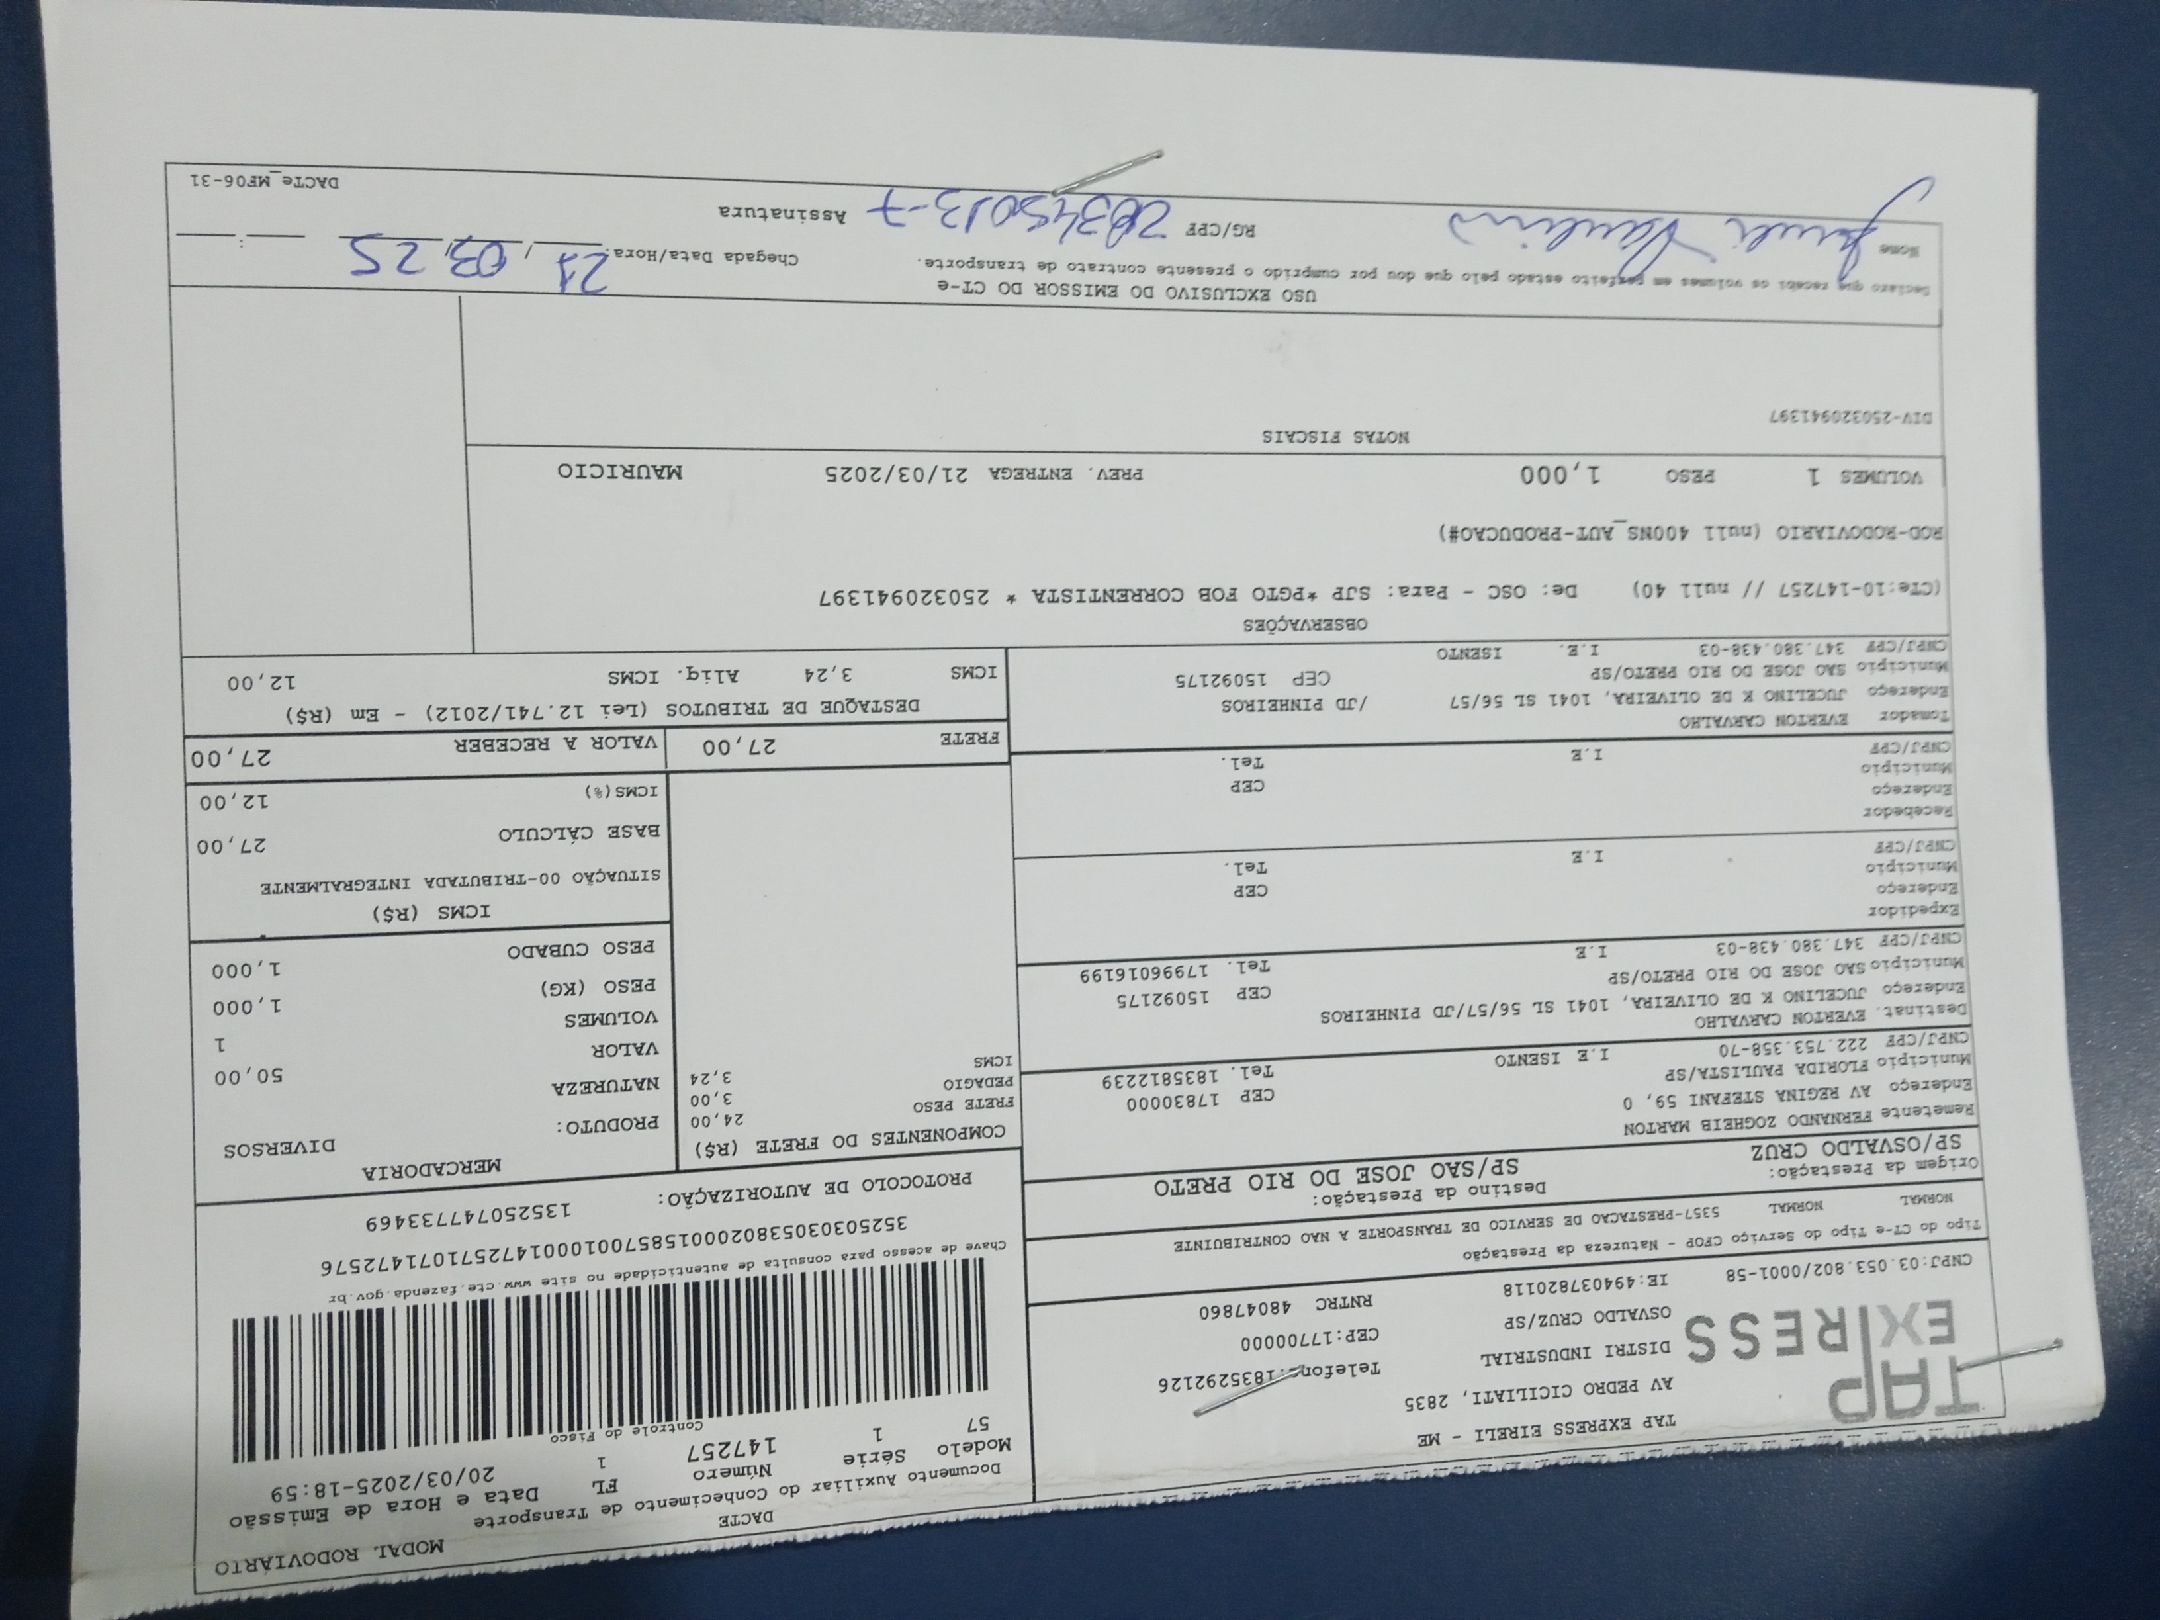 TAP
EXPRESS
TAP EXPRESS EIRELI - ME
AV PEDRO CICILIATI, 2835
DISTRI INDUSTRIAL
OSVALDO CRUZ/SP
Telefone:1835292126
CEP:17700000
CNPJ:03.053.802/0001-58 IE:494037820118 RNTRC 48047860
Tipo do CT-e Tipo do Serviço CFOP - Natureza da Prestação
NORMAL NORMAL 5357-PRESTACAO DE SERVICO DE TRANSPORTE A NAO CONTRIBUINTE
Origem da Prestação: Destino da Prestação:
SP/OSVALDO CRUZ SP/SAO JOSE DO RIO PRETO
MODAL RODOVIÁRIO
DACTE
Documento Auxiliar do Conhecimento de Transporte
Modelo Série Número FL Data e Hora de Emissão
57 1 147257 1 20/03/2025-18:59
Controle do Fisco
Chave de acesso para consulta de autenticidade no site www.cte.fazenda.gov.br
35250303053802000158570010001472571071472576
PROTOCOLO DE AUTORIZAÇÃO: 135250747733469
Remetente FERNANDO ZOGHEIB MARTON
Endereço AV REGINA STEFANI 59, 0 CEP 17830000
Município FLORIDA PAULISTA/SP Tel. 1835812239
CNPJ/CPF 222.753.358-70 I.E ISENTO
Destinat. EVERTON CARVALHO
Endereço JUCELINO K DE OLIVEIRA, 1041 SL 56/57/JD PINHEIROS
Município SAO JOSE DO RIO PRETO/SP CEP 15092175
CNPJ/CPF 347.380.438-03 I.E Tel. 17996016199
Expedidor
Endereço CEP
Município Tel.
CNPJ/CPF I.E
Recebedor
Endereço CEP
Município Tel.
CNPJ/CPF I.E
Tomador EVERTON CARVALHO
Endereço JUCELINO K DE OLIVEIRA, 1041 SL 56/57 /JD PINHEIROS
Município SAO JOSE DO RIO PRETO/SP CEP 15092175
CNPJ/CPF 347.380.438-03 I.E. ISENTO
COMPONENTES DO FRETE (R$)
FRETE PESO 24,00
PEDAGIO 3,00
ICMS 3,24
MERCADORIA
PRODUTO: DIVERSOS
NATUREZA
VALOR 50,00
VOLUMES 1
PESO (KG) 1,000
PESO CUBADO 1,000
ICMS (R$)
SITUAÇÃO 00-TRIBUTADA INTEGRALMENTE
BASE CÁLCULO 27,00
ICMS(%) 12,00
FRETE 27,00 VALOR A RECEBER 27,00
DESTAQUE DE TRIBUTOS (Lei 12.741/2012) - Em (R$)
ICMS 3,24 Aliq. ICMS 12,00
OBSERVAÇÕES
(CTe:10-147257 // null 40) De: OSC - Para: SJP *PGTO FOB CORRENTISTA * 250320941397
ROD-RODOVIARIO (null 400NS_AUT-PRODUCAO#)
VOLUMES 1 PESO 1,000 PREV. ENTREGA 21/03/2025 MAURICIO
NOTAS FISCAIS
DIV-250320941397
USO EXCLUSIVO DO EMISSOR DO CT-e
Declaro que recebi os volumes em perfeito estado pelo que dou por cumprido o presente contrato de transporte. Chegada Data/Hora 21/03/25 :
Nome RG/CPF Assinatura
DACTe_MF06-31